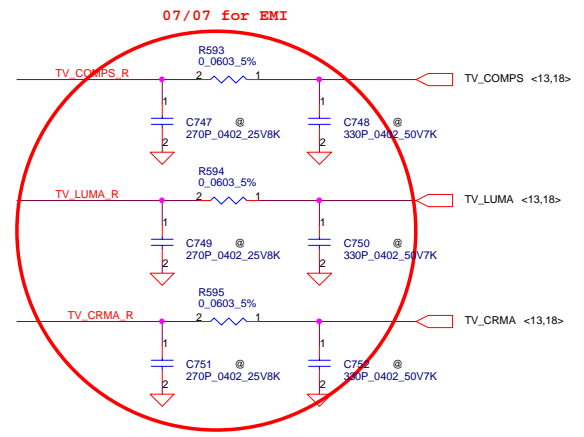 07/07 for EMI
R593
0_0603_5%
TV_COMPS_R 2 1 TV_COMPS <13,18>
1 1
C747 @ C748 @
270P_0402_25V8K 330P_0402_50V7K
2 2
R594
0_0603_5%
TV_LUMA_R 2 1 TV_LUMA <13,18>
1 1
C749 @ C750 @
270P_0402_25V8K 330P_0402_50V7K
2 2
R595
0_0603_5%
TV_CRMA_R 2 1 TV_CRMA <13,18>
1 1
C751 @ C752 @
270P_0402_25V8K 330P_0402_50V7K
2 2